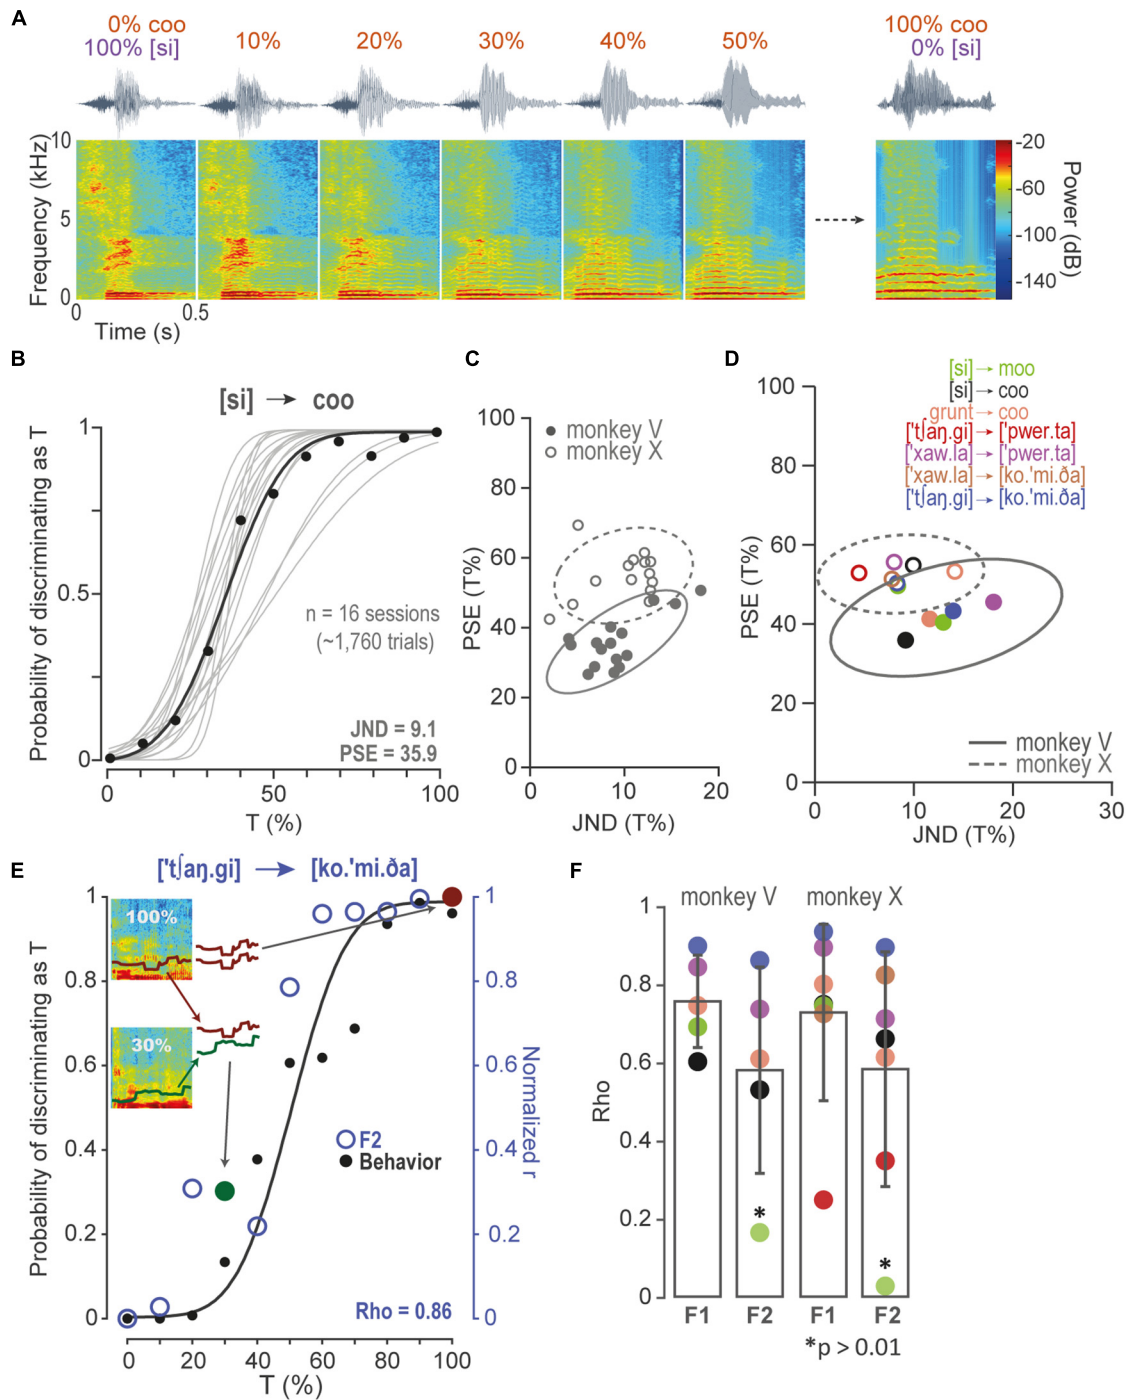 A
0% coo
100% [si]
10%
20%
30%
40%
50%
100% coo
0% [si]
Frequency (kHz)
10
5
0
0
0.5
Time (s)
-20
-60
-100
-140
Power (dB)
B
[si] → coo
Probability of discriminating as T
1
0.5
0
n = 16 sessions
(~1,760 trials)
JND = 9.1
PSE = 35.9
0
50
100
T (%)
C
monkey V
monkey X
PSE (T%)
100
80
60
40
20
0
0
10
20
JND (T%)
D
[si] → moo
[si] → coo
grunt → coo
['tʃaŋ.gi] → ['pwer.ta]
['xaw.la] → ['pwer.ta]
['xaw.la] → [ko.'mi.ða]
['tʃaŋ.gi] → [ko.'mi.ða]
PSE (T%)
100
80
60
40
20
0
monkey V
monkey X
0
10
20
30
JND (T%)
E
['tʃaŋ.gi] → [ko.'mi.ða]
Probability of discriminating as T
1
0.8
0.6
0.4
0.2
0
100%
30%
F2
Behavior
Rho = 0.86
1
0.8
0.6
0.4
0.2
0
Normalized r
0
20
40
60
80
100
T (%)
F
monkey V
monkey X
Rho
1
0.8
0.6
0.4
0.2
0
*
*
F1
F2
F1
F2
*p > 0.01